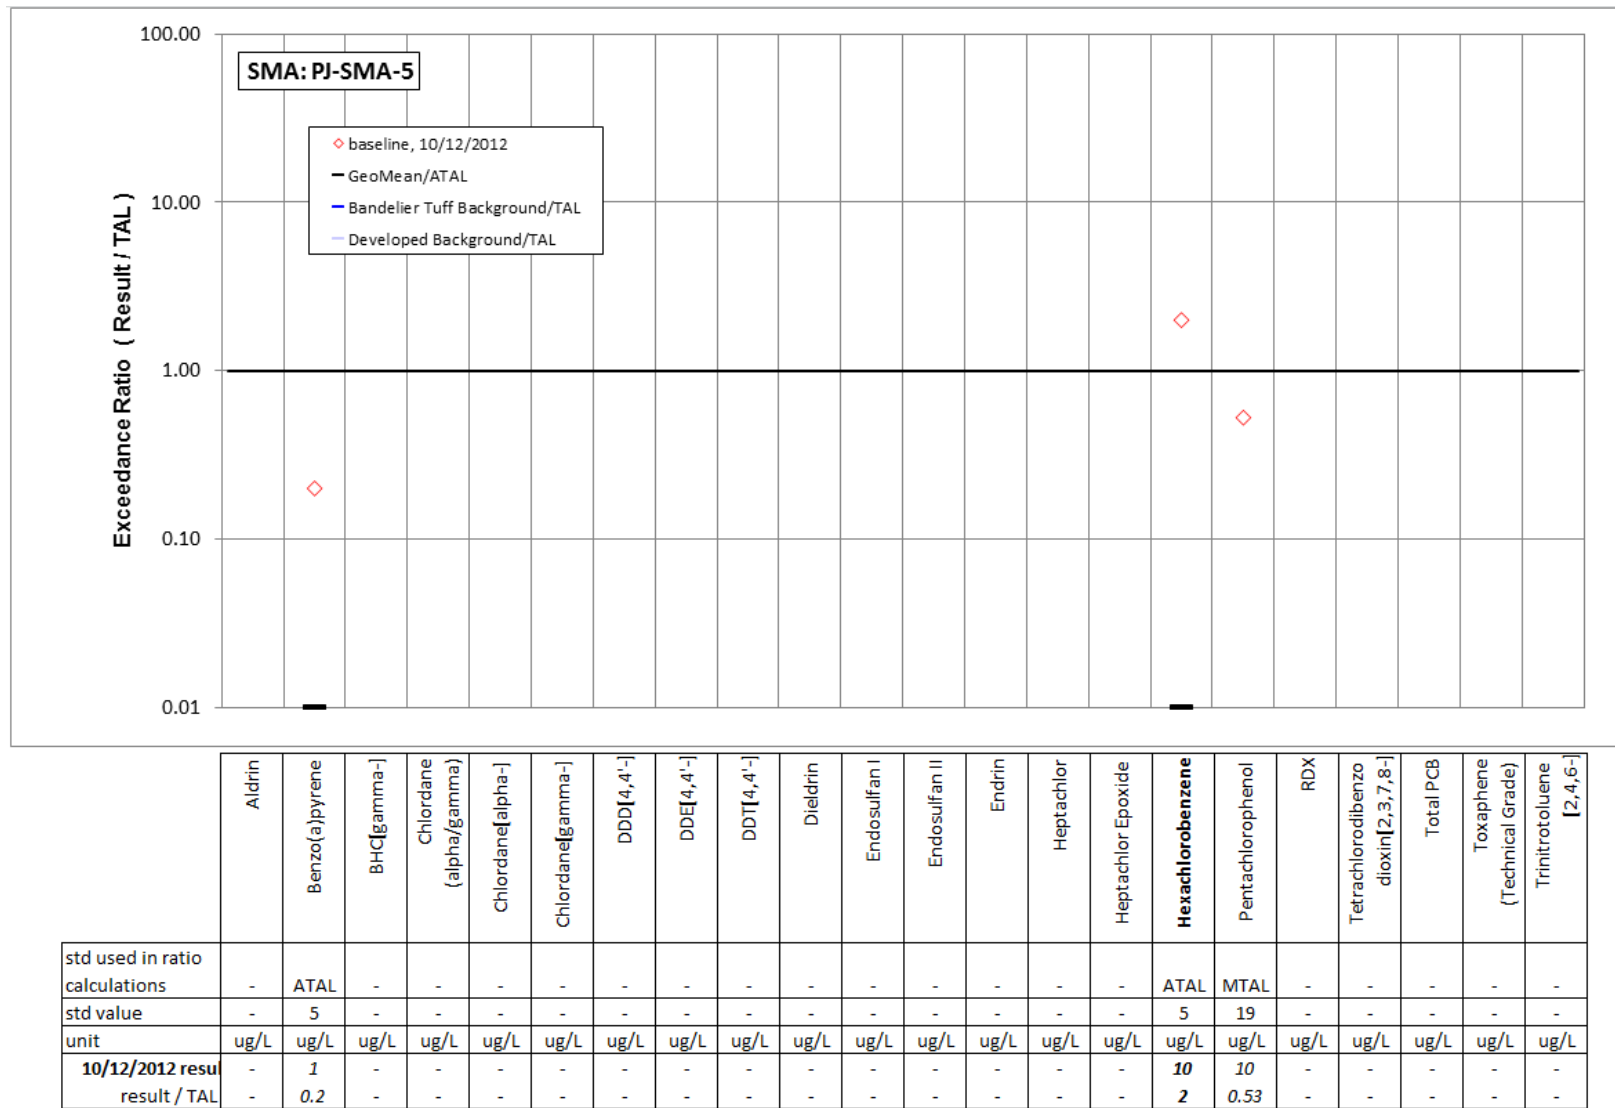 100.00
SMA: PJ-SMA-5
baseline, 10/12/2012
GeoMean/ATAL
Bandelier Tuff Background/TAL
Developed Background/TAL
10.00
1.00
0.10
0.01
Exceedance Ratio ( Result / TAL )
Aldrin
Benzo(a)pyrene
BHC[gamma-]
Chlordane
(alpha/gamma)
Chlordane[alpha-]
Chlordane[gamma-]
DDD[4,4'-]
DDE[4,4'-]
DDT[4,4'-]
Dieldrin
Endosulfan I
Endosulfan II
Endrin
Heptachlor
Heptachlor Epoxide
Hexachlorobenzene
Pentachlorophenol
RDX
Tetrachlorodibenzo
dioxin[2,3,7,8-]
Total PCB
Toxaphene
(Technical Grade)
Trinitrotoluene
[2,4,6-]
std used in ratio
calculations - ATAL - - - - - - - - - - - - - ATAL MTAL - - - - -
std value - 5 - - - - - - - - - - - - - 5 19 - - - - -
unit ug/L ug/L ug/L ug/L ug/L ug/L ug/L ug/L ug/L ug/L ug/L ug/L ug/L ug/L ug/L ug/L ug/L ug/L ug/L ug/L ug/L ug/L
10/12/2012 resul - 1 - - - - - - - - - - - - - 10 10 - - - - -
result / TAL - 0.2 - - - - - - - - - - - - - 2 0.53 - - - - -